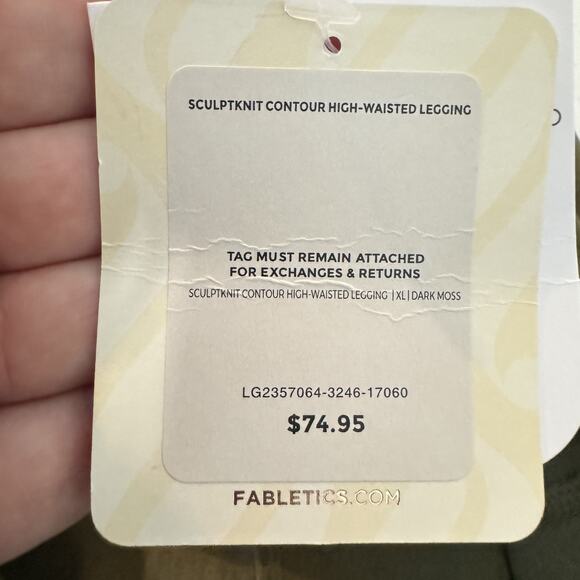 SCULPTKNIT CONTOUR HIGH-WAISTED LEGGING
TAG MUST REMAIN ATTACHED
FOR EXCHANGES & RETURNS
SCULPTKNIT CONTOUR HIGH-WAISTED LEGGING | XL | DARK MOSS
LG2357064-3246-17060
$74.95
FABLETICS.COM